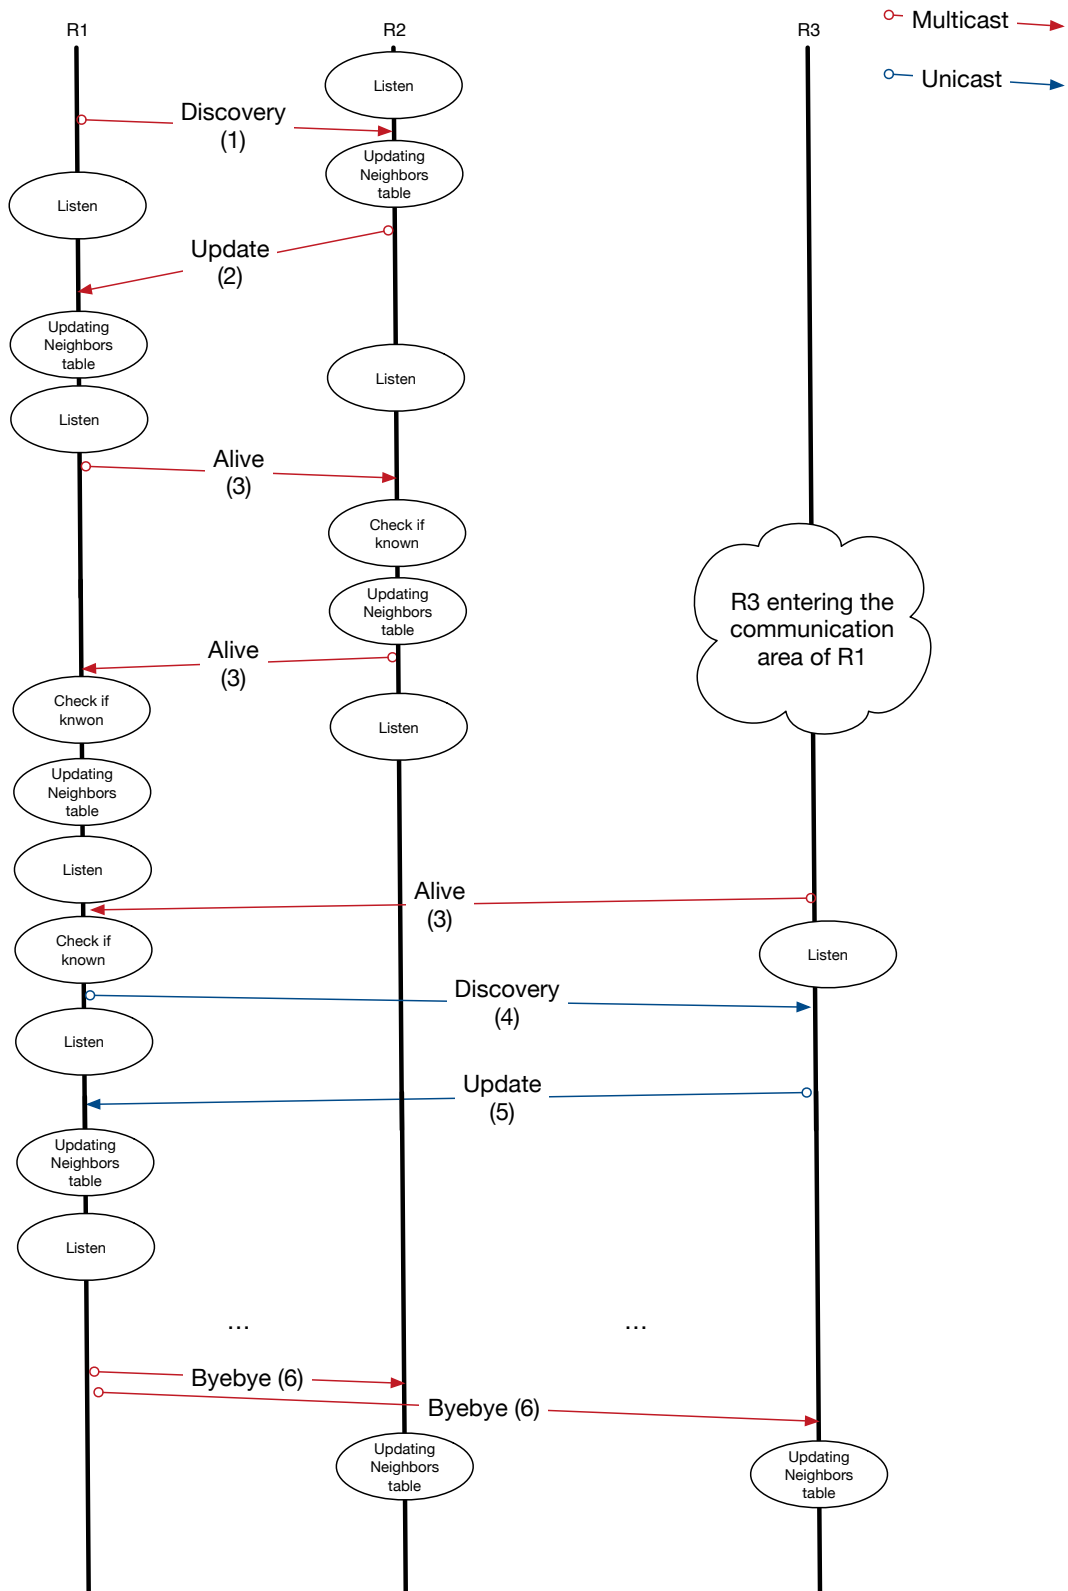 R1
R2
R3
Multicast
Unicast
Listen
Discovery
(1)
Updating
Neighbors
table
Listen
Update
(2)
Updating
Neighbors
table
Listen
Listen
Alive
(3)
Check if
known
Updating
Neighbors
table
R3 entering the
communication
area of R1
Alive
(3)
Check if
knwon
Listen
Updating
Neighbors
table
Listen
Alive
(3)
Check if
known
Listen
Discovery
(4)
Listen
Update
(5)
Updating
Neighbors
table
Listen
...
...
Byebye (6)
Byebye (6)
Updating
Neighbors
table
Updating
Neighbors
table